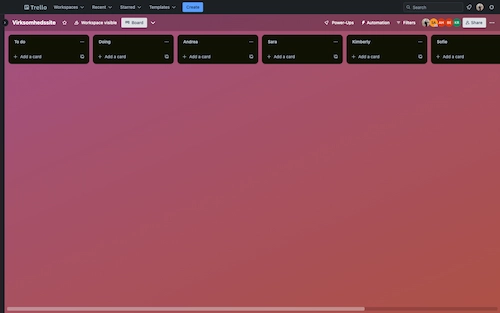 Trello Workspaces Recent Starred Templates Create Search
Virksomhedssite Workspace visible Board Power-Ups Automation Filters Share
To do Doing Andrea Sara Kimberly Sofie
+ Add a card + Add a card + Add a card + Add a card + Add a card + Add a card